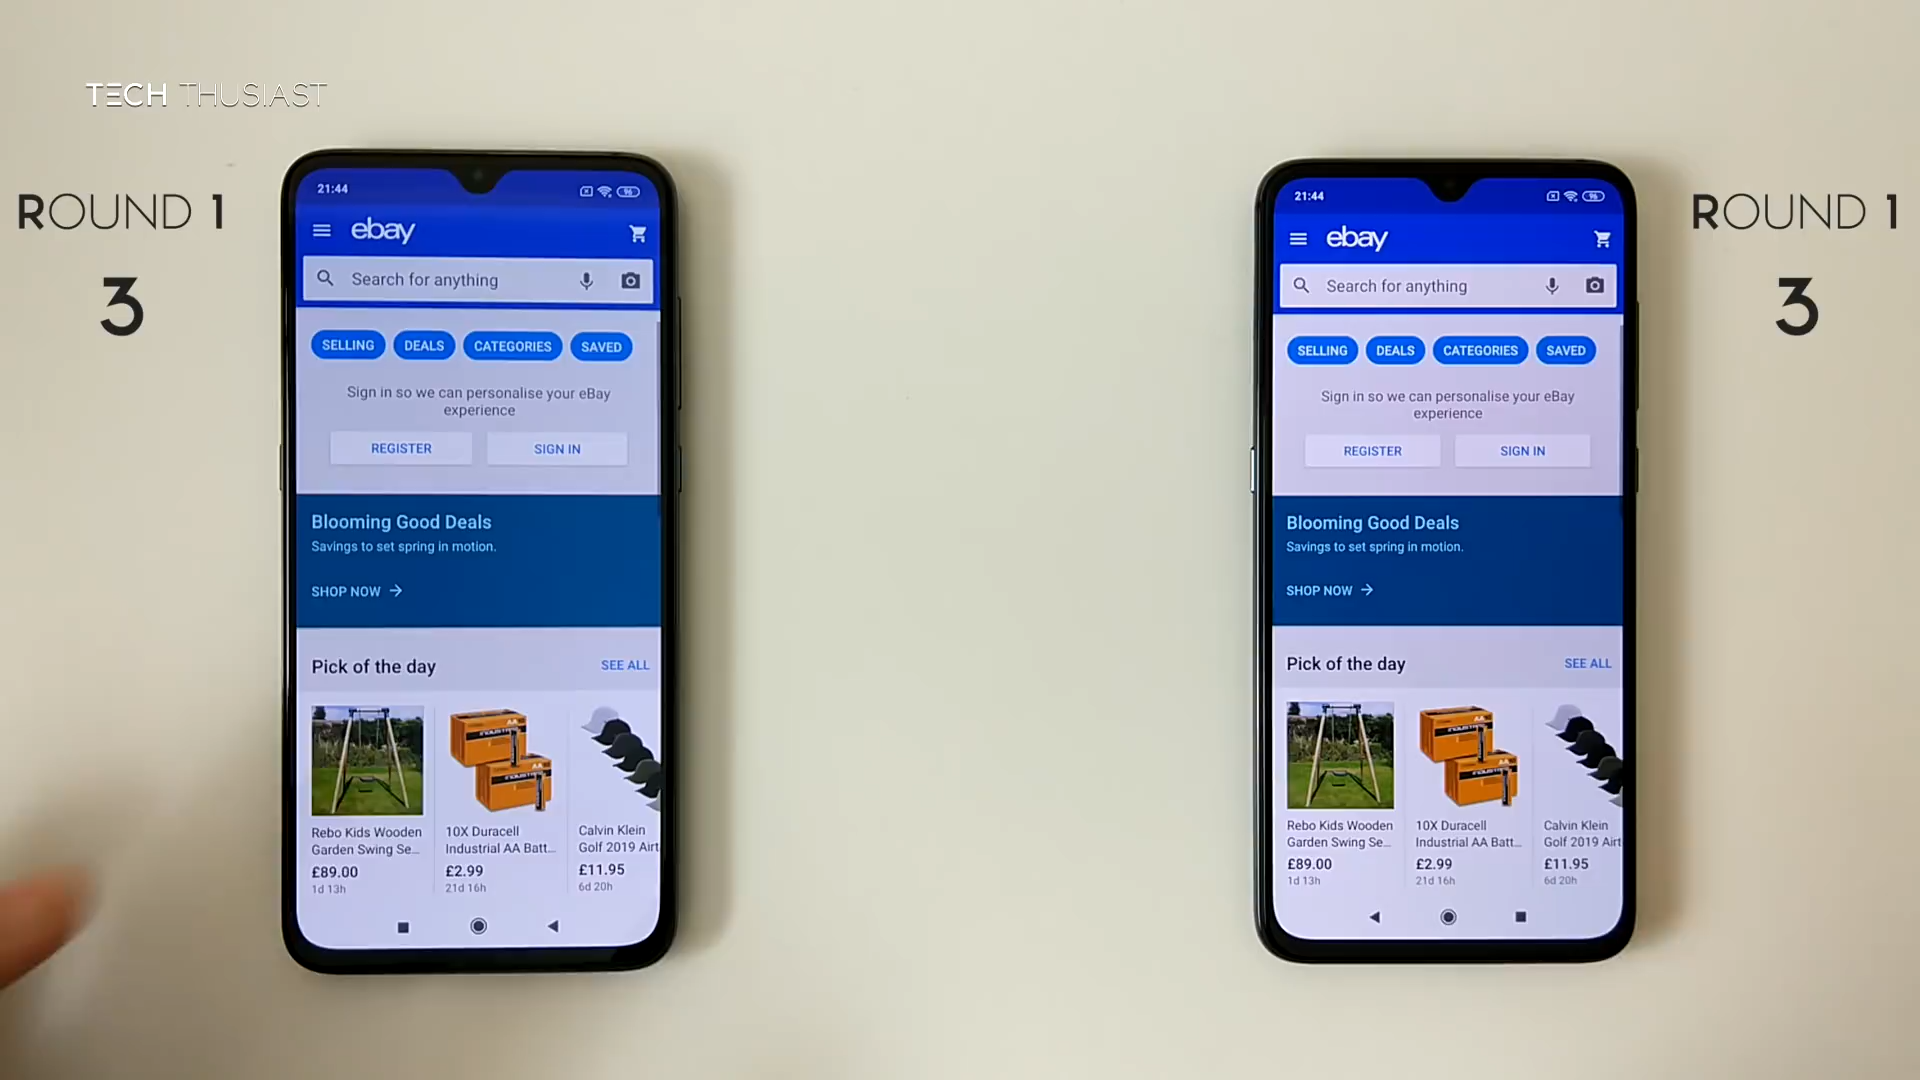 TECH THUSIAST
ROUND 1
3
21:44
96
ebay
Search for anything
SELLING DEALS CATEGORIES SAVED
Sign in so we can personalise your eBay
experience
REGISTER SIGN IN
Blooming Good Deals
Savings to set spring in motion.
SHOP NOW
Pick of the day SEE ALL
Rebo Kids Wooden
Garden Swing Se...
£89.00
1d 13h
10X Duracell
Industrial AA Batt...
£2.99
21d 16h
Calvin Klein
Golf 2019 Airt
£11.95
6d 20h
ROUND 1
3
21:44
96
ebay
Search for anything
SELLING DEALS CATEGORIES SAVED
Sign in so we can personalise your eBay
experience
REGISTER SIGN IN
Blooming Good Deals
Savings to set spring in motion.
SHOP NOW
Pick of the day SEE ALL
Rebo Kids Wooden
Garden Swing Se...
£89.00
1d 13h
10X Duracell
Industrial AA Batt...
£2.99
21d 16h
Calvin Klein
Golf 2019 Airt
£11.95
6d 20h